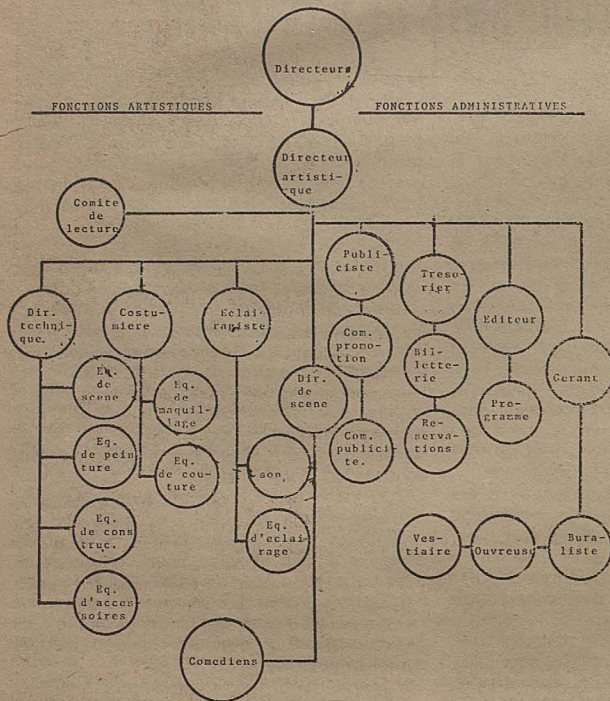 Directeurs
FONCTIONS ARTISTIQUES
FONCTIONS ADMINISTRATIVES
Directeur
artisti-
que
Comite
de
lecture
Dir.
techni-
que.
Costu-
miere
Eclai-
ragiste
Publi-
ciste
Treso-
rier
Editeur
Gerant
Eq.
de
scene
Eq.
de
maquil-
lage
Dir.
de
scene
Com.
promo-
tion
Bil-
lette-
rie
Pro-
gramme
Eq.
de pein
ture
Eq.
de cou-
ture
son,
Com.
publici-
te.
Re-
serva-
tions
Eq.
de cons
truc.
Eq.
d'eclai-
rage
Ves-
tiaire
Ouvreuse
Bura-
liste
Eq.
d'acces
soires
Comediens